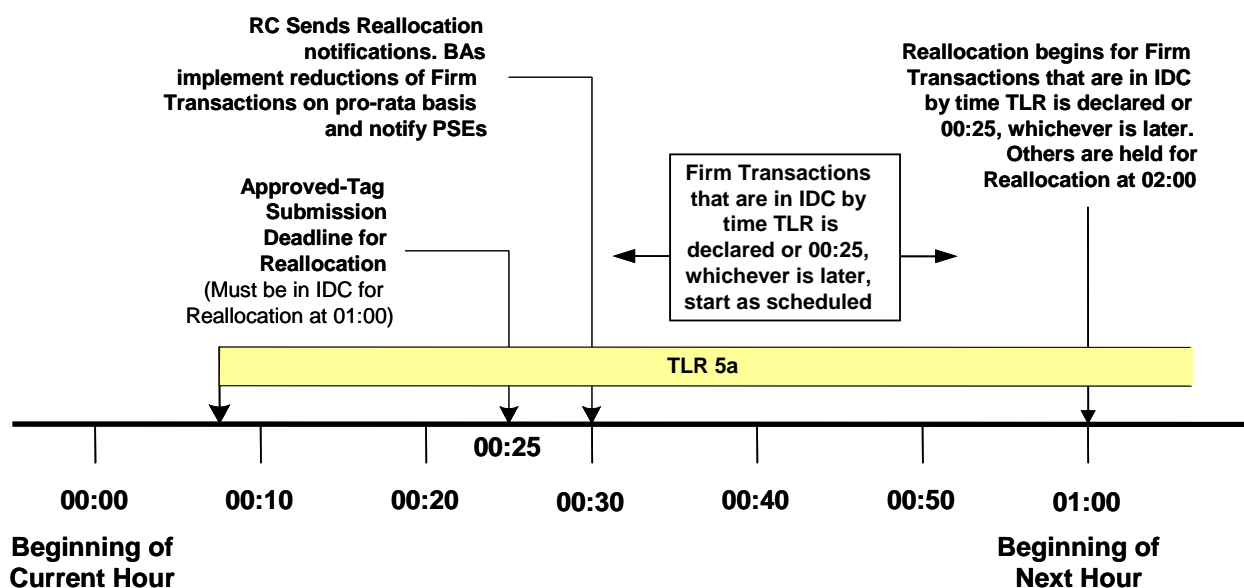 RC Sends Reallocation
notifications. BAs
implement reductions of Firm
Transactions on pro-rata basis
and notify PSEs
Reallocation begins for Firm
Transactions that are in IDC
by time TLR is declared or
00:25, whichever is later.
Others are held for
Reallocation at 02:00
Approved-Tag
Submission
Deadline for
Reallocation
(Must be in IDC for
Reallocation at 01:00)
Firm Transactions
that are in IDC by
time TLR is
declared or 00:25,
whichever is later,
start as scheduled
TLR 5a
00:25
00:00
00:10
00:20
00:30
00:40
00:50
01:00
Beginning of
Current Hour
Beginning of
Next Hour